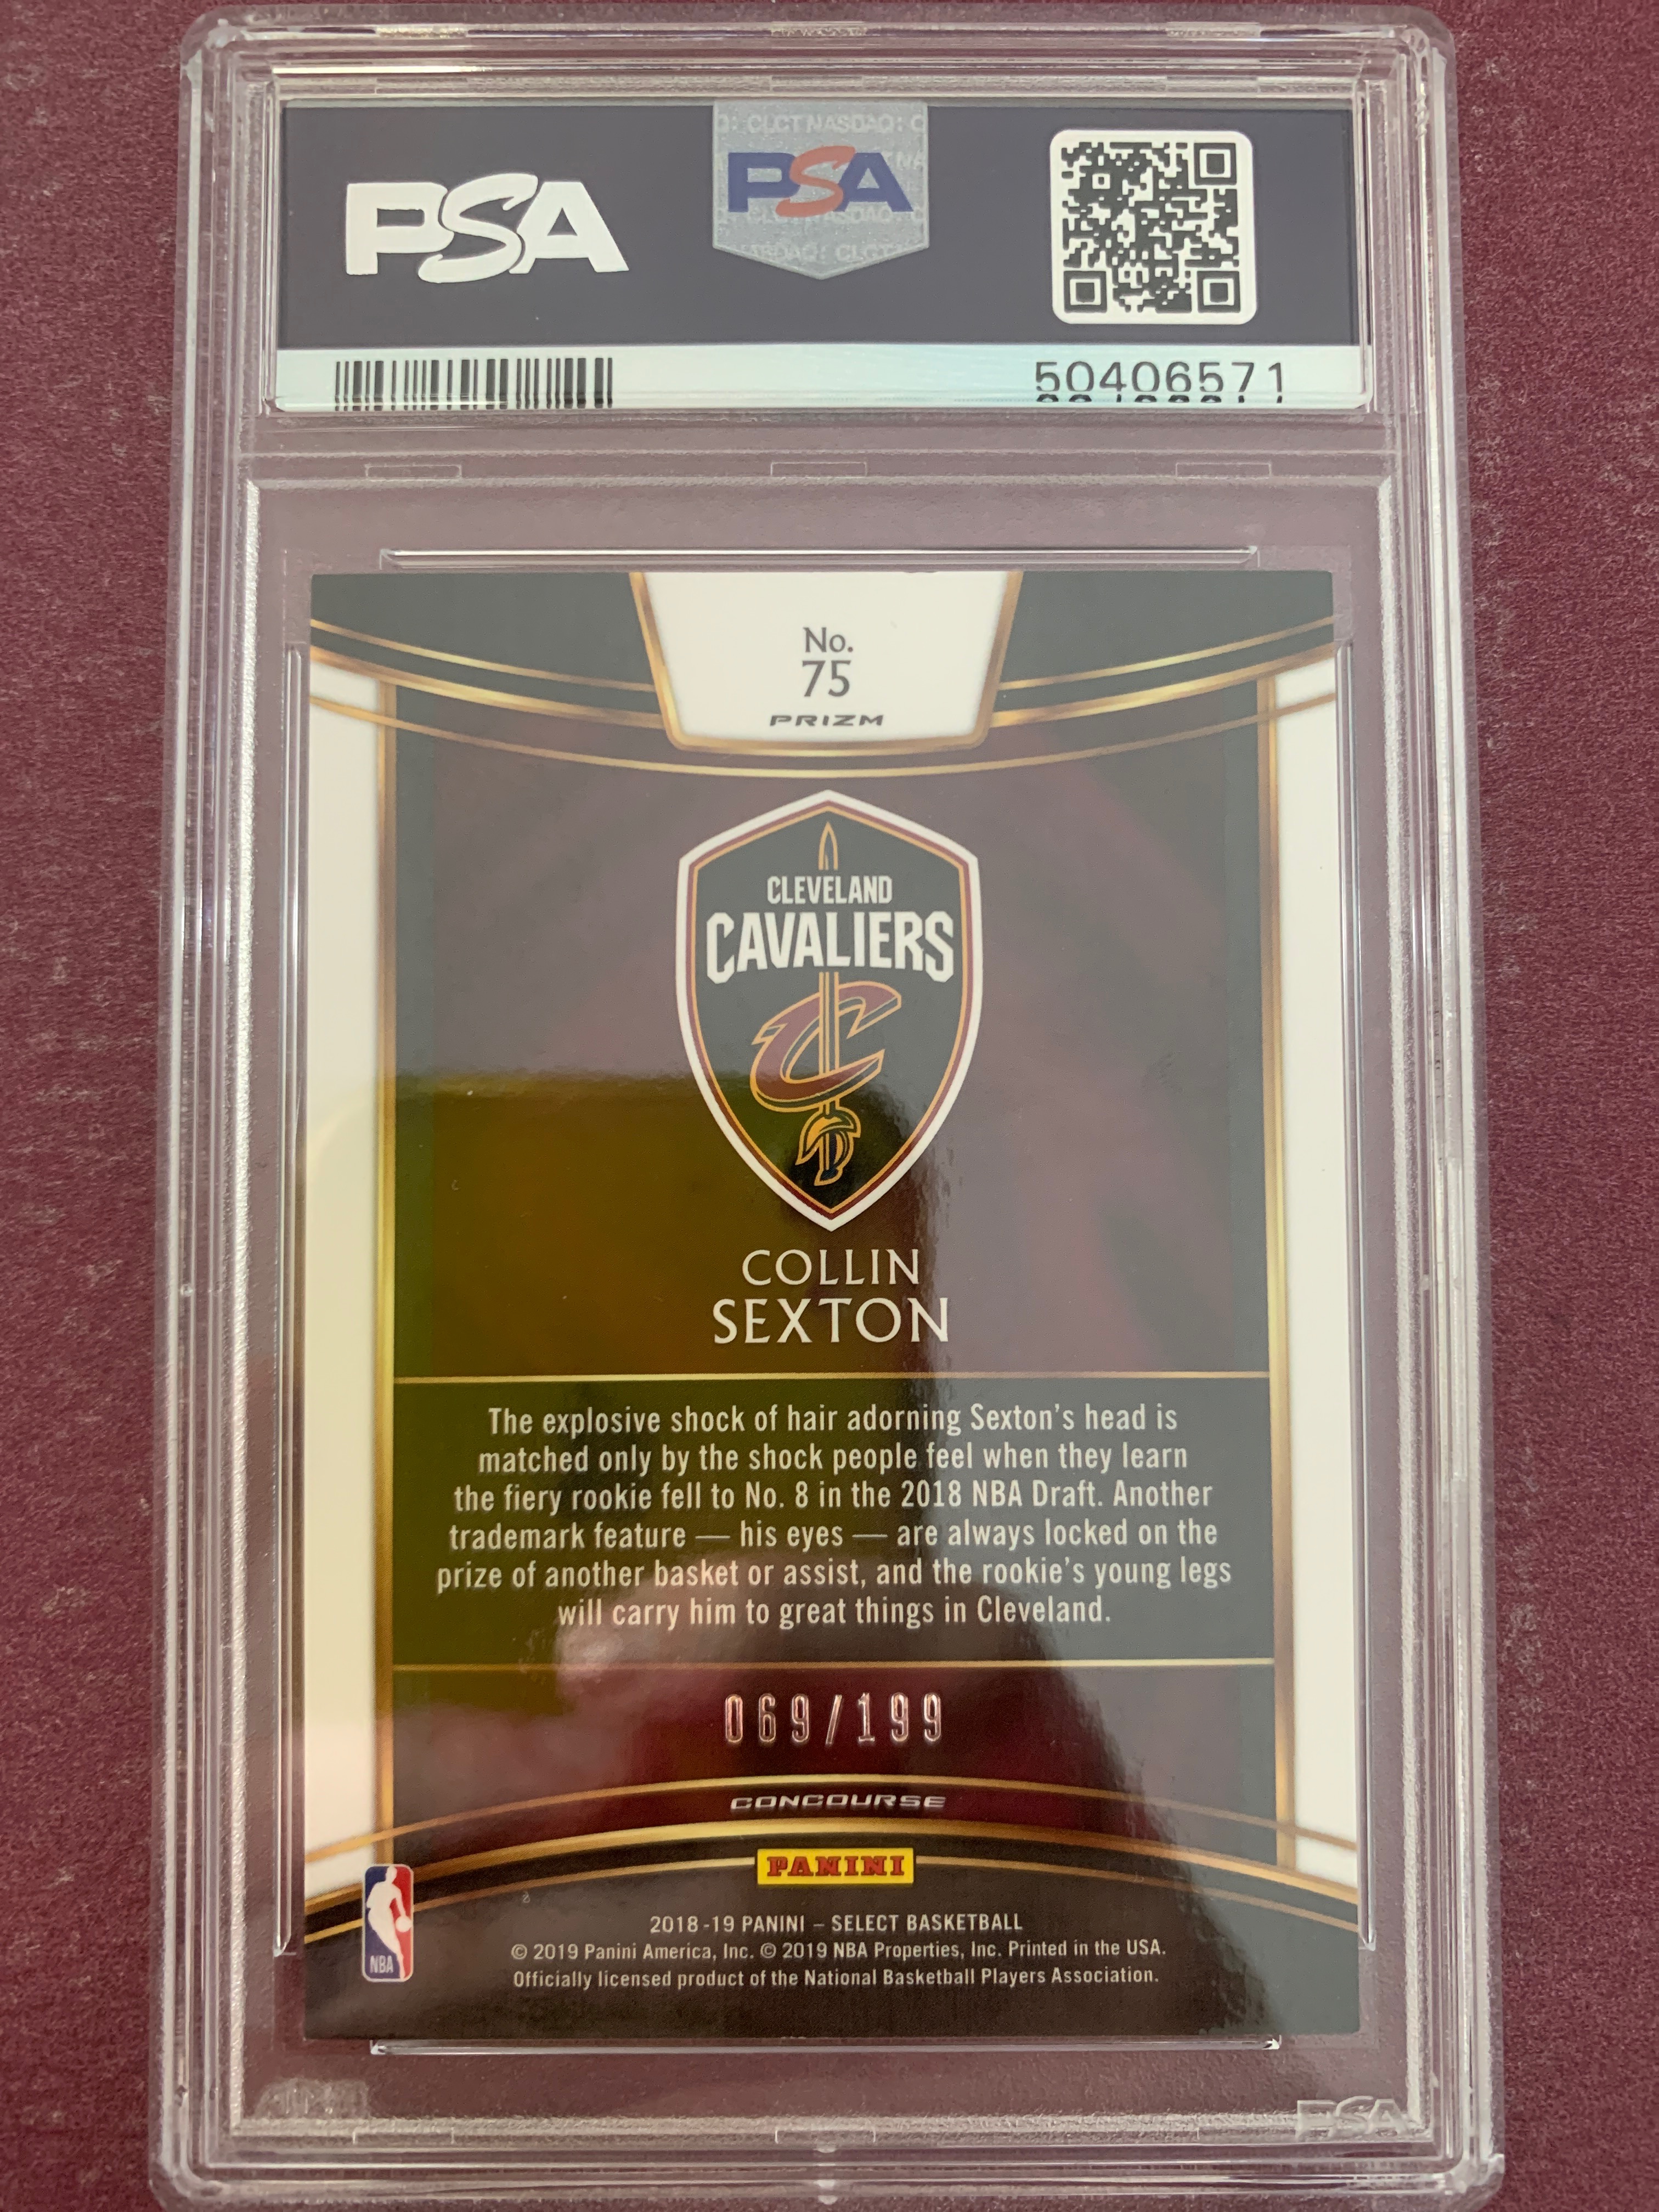 PSA
CLCT NASDAQ: C
PSA
NASDAQ: CLCT
50406571
No.
75
PRIZM
CLEVELAND
CAVALIERS
COLLIN
SEXTON
The explosive shock of hair adorning Sexton's head is
matched only by the shock people feel when they learn
the fiery rookie fell to No. 8 in the 2018 NBA Draft. Another
trademark feature — his eyes — are always locked on the
prize of another basket or assist, and the rookie's young legs
will carry him to great things in Cleveland.
069/199
CONCOURSE
PANINI
NBA
2018-19 PANINI – SELECT BASKETBALL
© 2019 Panini America, Inc. © 2019 NBA Properties, Inc. Printed in the USA.
Officially licensed product of the National Basketball Players Association.
PSA